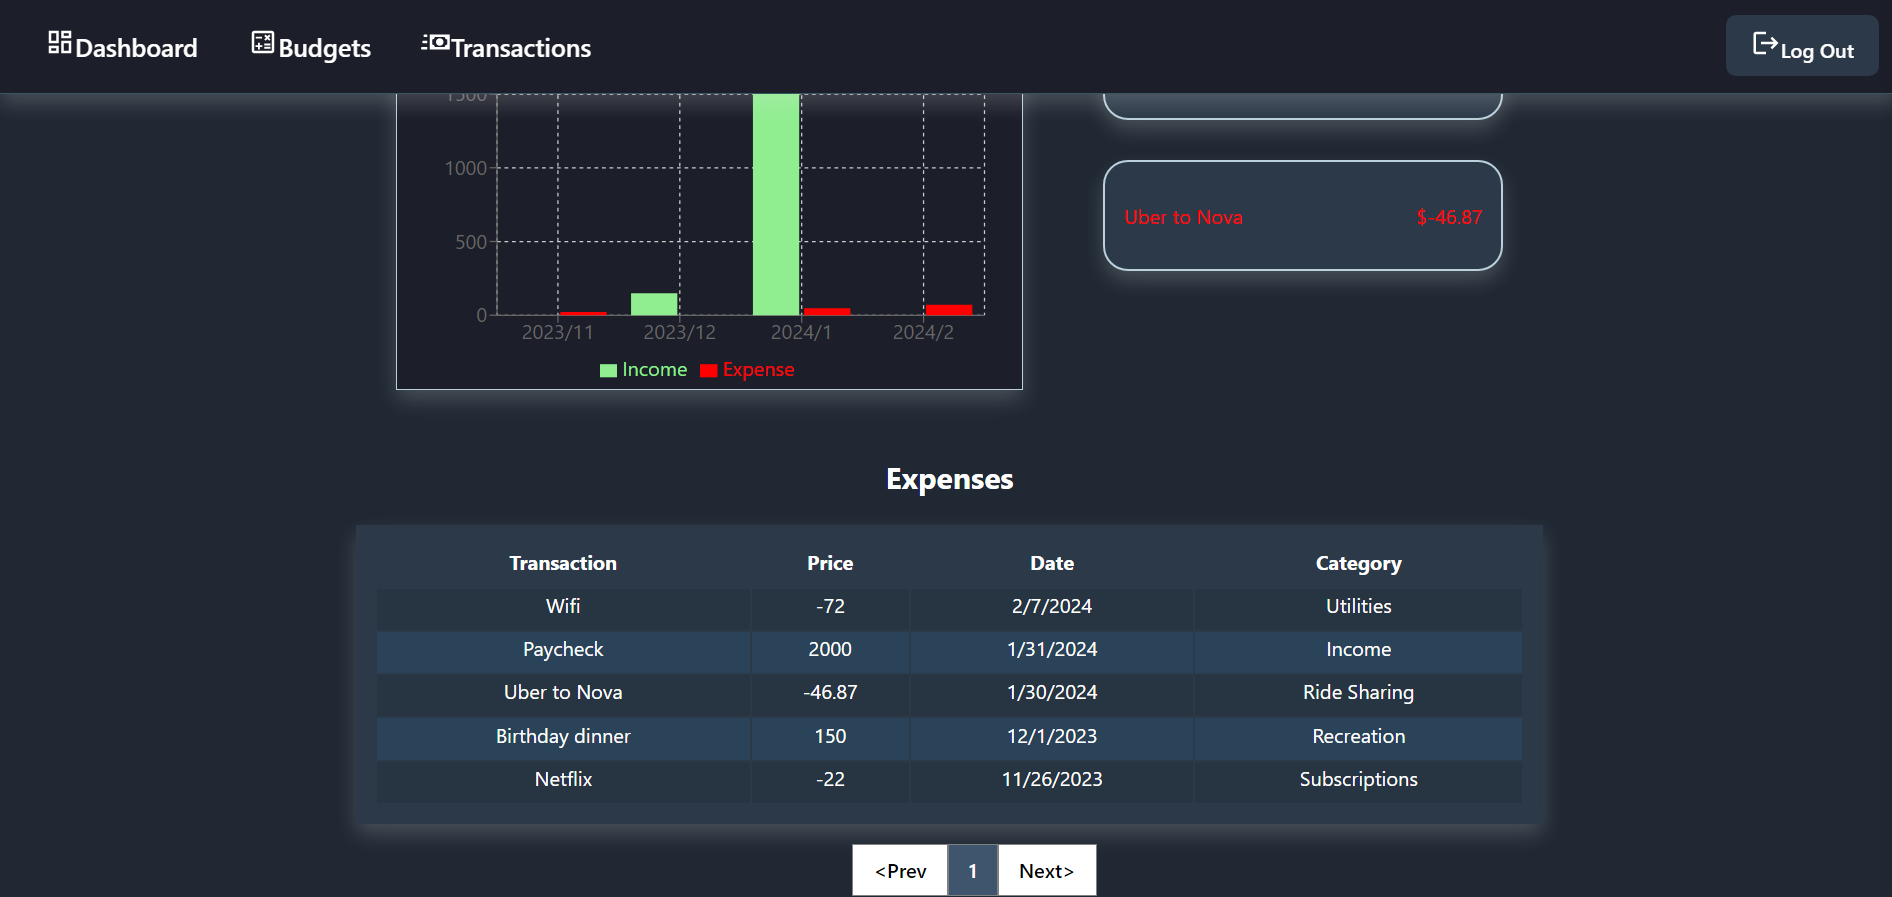 Dashboard Budgets Transactions Log Out
1500
1000
500
0
2023/11 2023/12 2024/1 2024/2
Income Expense
Uber to Nova $-46.87
Expenses
Transaction Price Date Category
Wifi -72 2/7/2024 Utilities
Paycheck 2000 1/31/2024 Income
Uber to Nova -46.87 1/30/2024 Ride Sharing
Birthday dinner 150 12/1/2023 Recreation
Netflix -22 11/26/2023 Subscriptions
<Prev 1 Next>